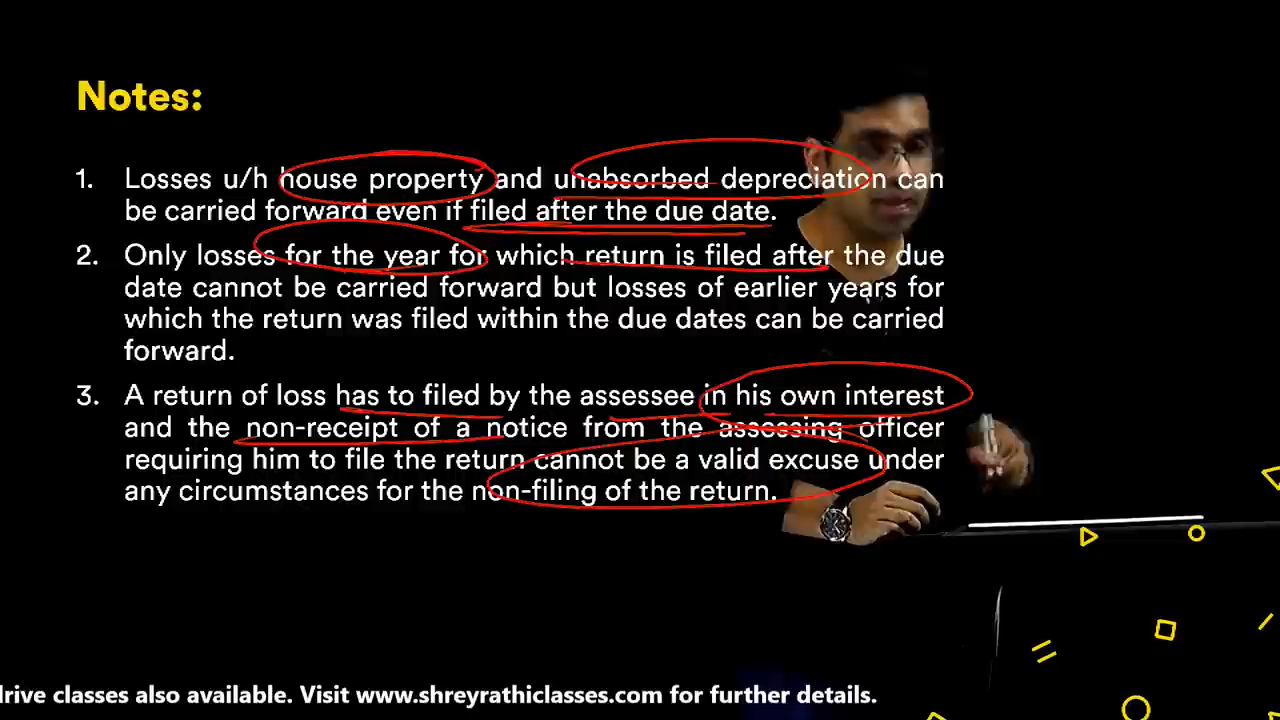 Notes:
1. Losses u/h house property and unabsorbed depreciation can
be carried forward even if filed after the due date.
2. Only losses for the year for which return is filed after the due
date cannot be carried forward but losses of earlier years for
which the return was filed within the due dates can be carried
forward.
3. A return of loss has to filed by the assessee in his own interest
and the non-receipt of a notice from the assessing officer
requiring him to file the return cannot be a valid excuse under
any circumstances for the non-filing of the return.
drive classes also available. Visit www.shreyrathiclasses.com for further details.